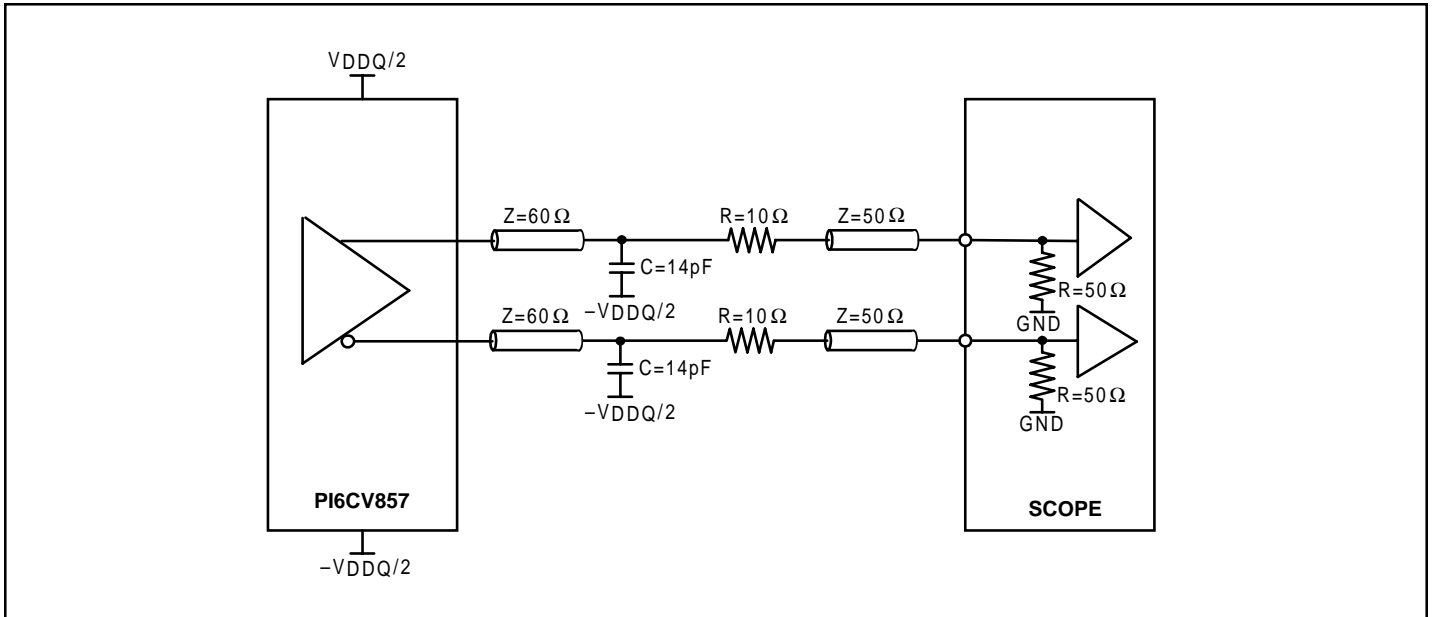 VDDQ/2
Z=60Ω
R=10Ω
Z=50Ω
C=14pF
R=50Ω
–VDDQ/2
GND
Z=60Ω
R=10Ω
Z=50Ω
C=14pF
R=50Ω
–VDDQ/2
GND
PI6CV857
SCOPE
–VDDQ/2